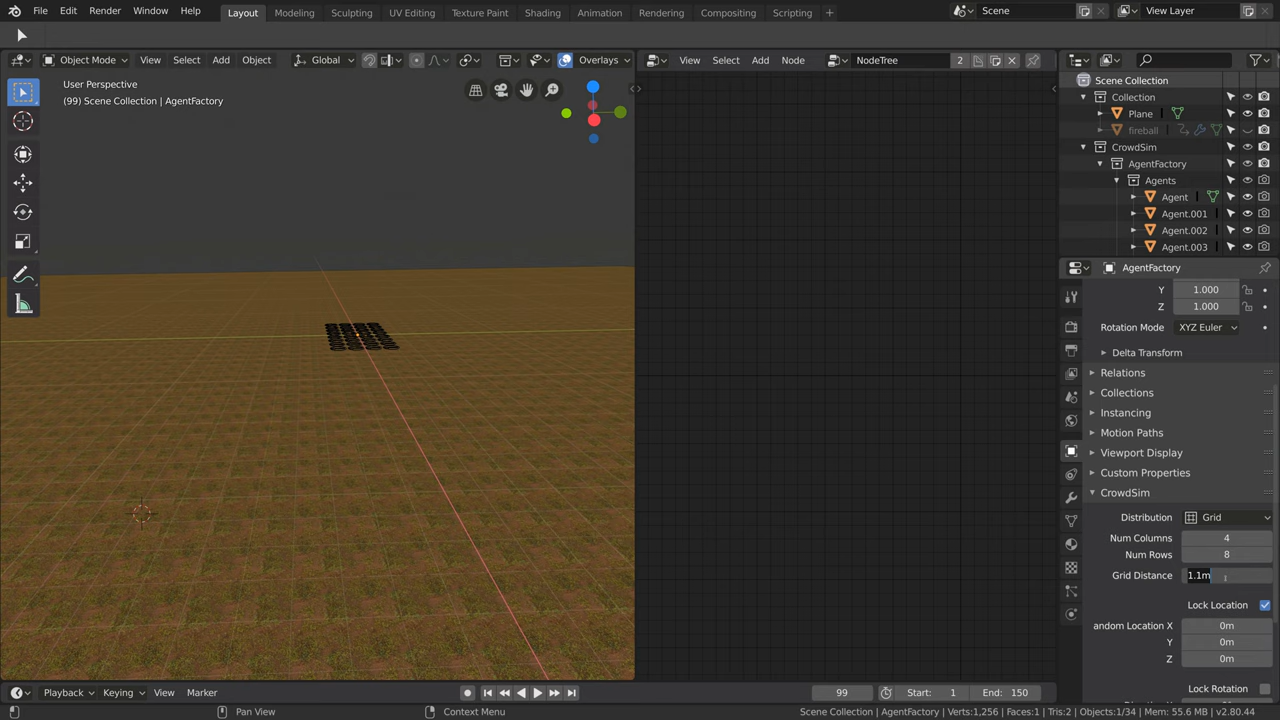 File Edit Render Window Help Layout Modeling Sculpting UV Editing Texture Paint Shading Animation Rendering Compositing Scripting + Scene View Layer
Object Mode View Select Add Object Global Overlays View Select Add Node NodeTree 2
User Perspective
(99) Scene Collection | AgentFactory
Scene Collection
Collection
Plane
fireball
CrowdSim
AgentFactory
Agents
Agent
Agent.001
Agent.002
Agent.003
AgentFactory
Y 1.000
Z 1.000
Rotation Mode XYZ Euler
Delta Transform
Relations
Collections
Instancing
Motion Paths
Viewport Display
Custom Properties
CrowdSim
Distribution Grid
Num Columns 4
Num Rows 8
Grid Distance 1.1m
Lock Location
andom Location X 0m
Y 0m
Z 0m
Lock Rotation
Playback Keying View Marker 99 Start: 1 End: 150
Pan View Context Menu Scene Collection | AgentFactory | Verts:1,256 | Faces:1 | Tris:2 | Objects:1/34 | Mem: 55.6 MB | v2.80.44